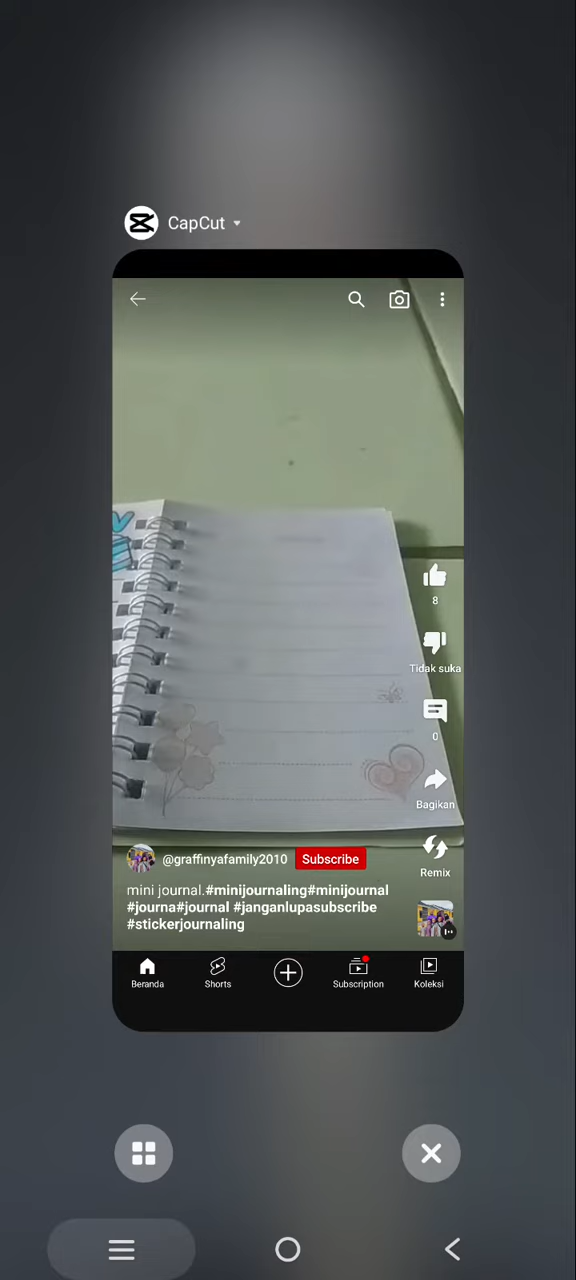 CapCut
8
Tidak suka
0
Bagikan
Remix
@graffinyafamily2010 Subscribe
mini journal.#minijournaling#minijournal
#journa#journal #janganlupasubscribe
#stickerjournaling
Beranda Shorts Subscription Koleksi